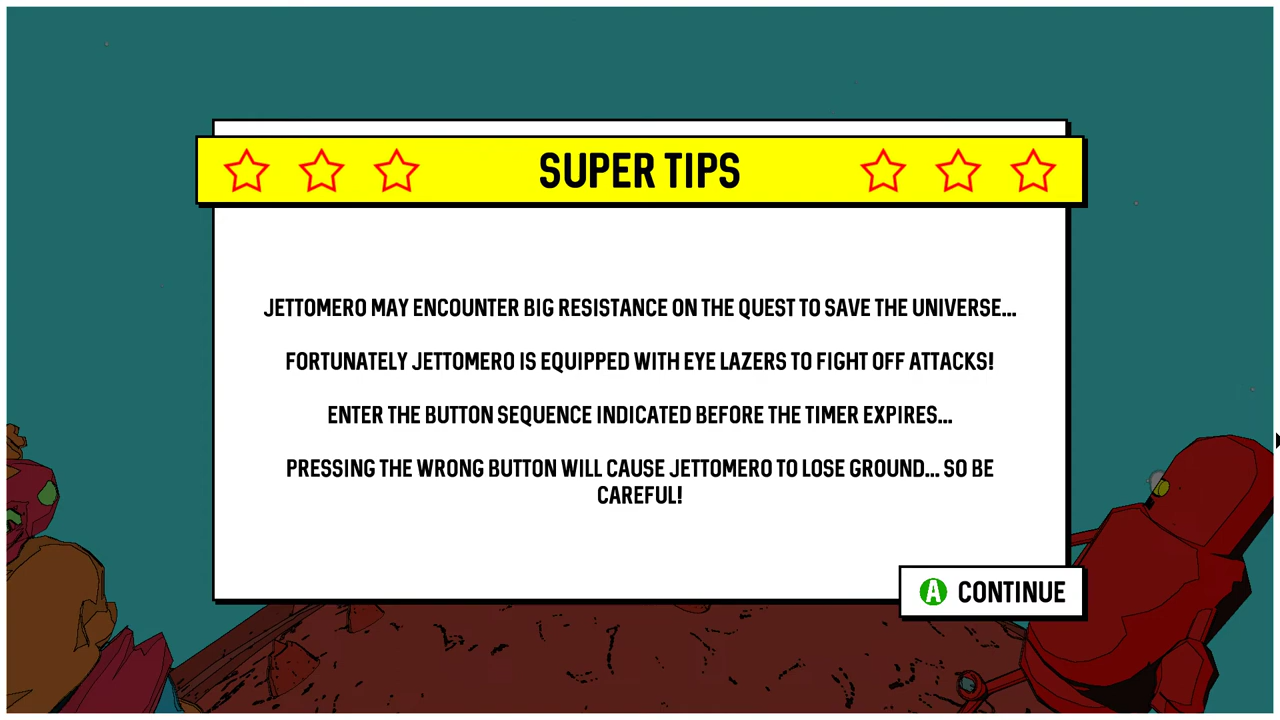 SUPER TIPS
JETTOMERO MAY ENCOUNTER BIG RESISTANCE ON THE QUEST TO SAVE THE UNIVERSE...
FORTUNATELY JETTOMERO IS EQUIPPED WITH EYE LAZERS TO FIGHT OFF ATTACKS!
ENTER THE BUTTON SEQUENCE INDICATED BEFORE THE TIMER EXPIRES...
PRESSING THE WRONG BUTTON WILL CAUSE JETTOMERO TO LOSE GROUND... SO BE
CAREFUL!
A CONTINUE